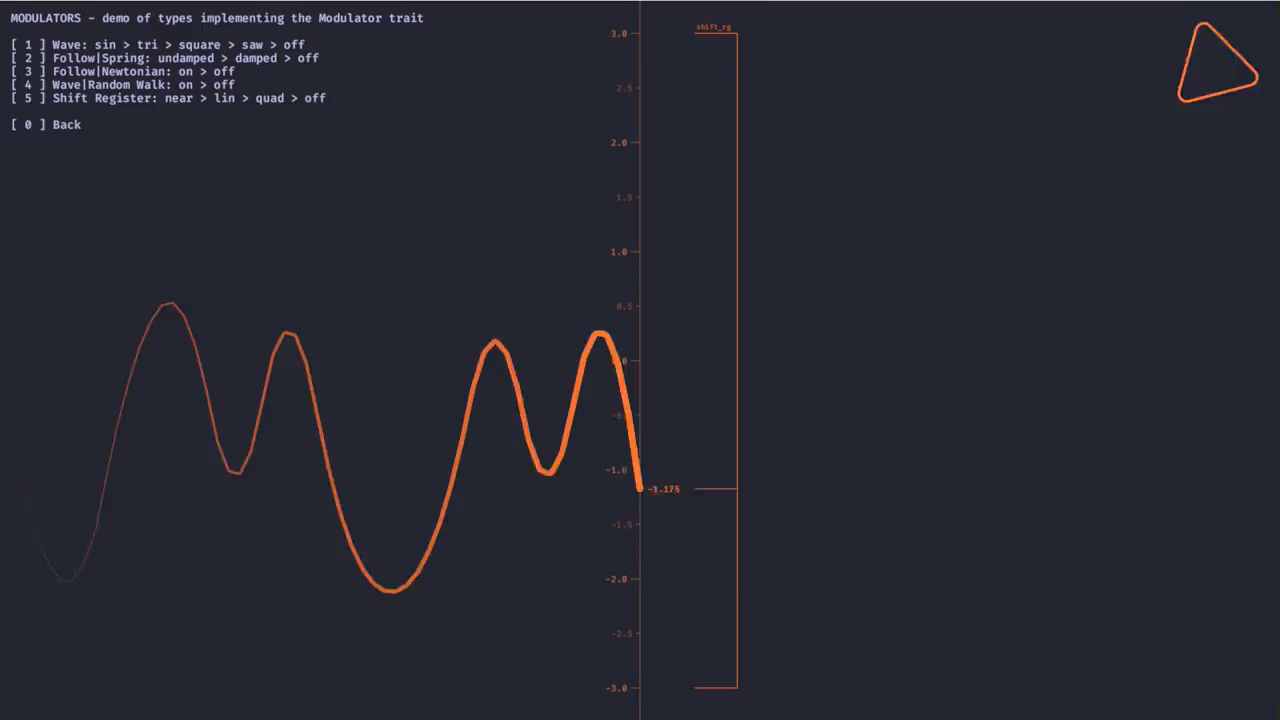 MODULATORS - demo of types implementing the Modulator trait
[ 1 ] Wave: sin > tri > square > saw > off
[ 2 ] Follow|Spring: undamped > damped > off
[ 3 ] Follow|Newtonian: on > off
[ 4 ] Wave|Random Walk: on > off
[ 5 ] Shift Register: near > lin > quad > off
[ 0 ] Back
shift_rg
3.0
2.5
2.0
1.5
1.0
0.5
-1.0
-1.175
-1.5
-2.0
-2.5
-3.0